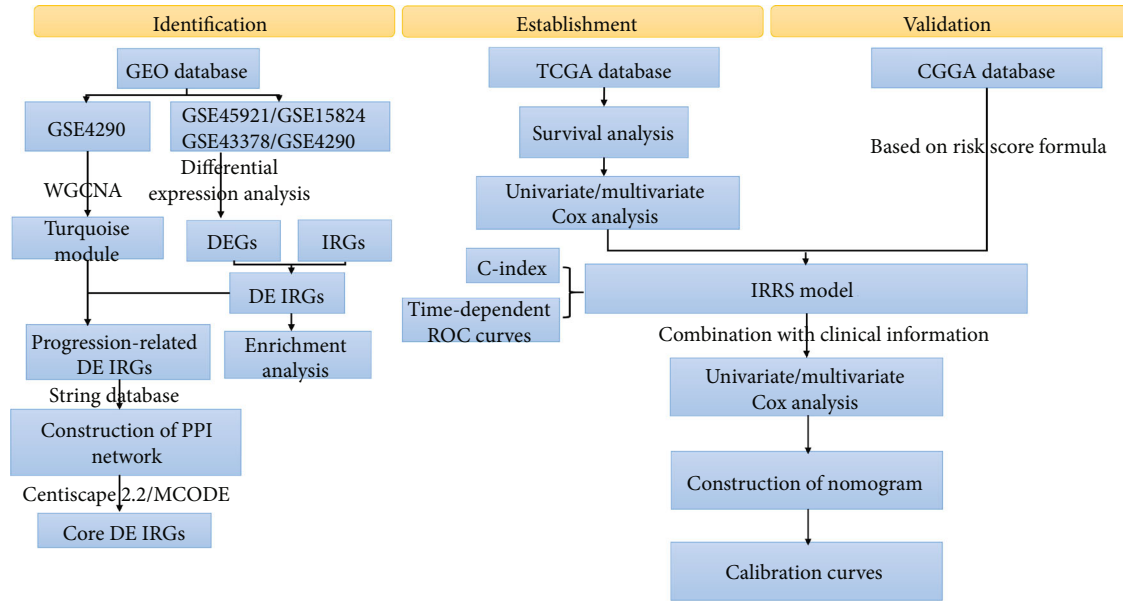 Identification
GEO database
GSE4290
GSE45921/GSE15824
GSE43378/GSE4290
WGCNA
Differential
expression analysis
Turquoise
module
DEGs
IRGs
DE IRGs
Progression-related
DE IRGs
Enrichment
analysis
String database
Construction of PPI
network
Centiscape 2.2/MCODE
Core DE IRGs
Establishment
TCGA database
Survival analysis
Univariate/multivariate
Cox analysis
Validation
CGGA database
Based on risk score formula
C-index
Time-dependent
ROC curves
IRRS model
Combination with clinical information
Univariate/multivariate
Cox analysis
Construction of nomogram
Calibration curves